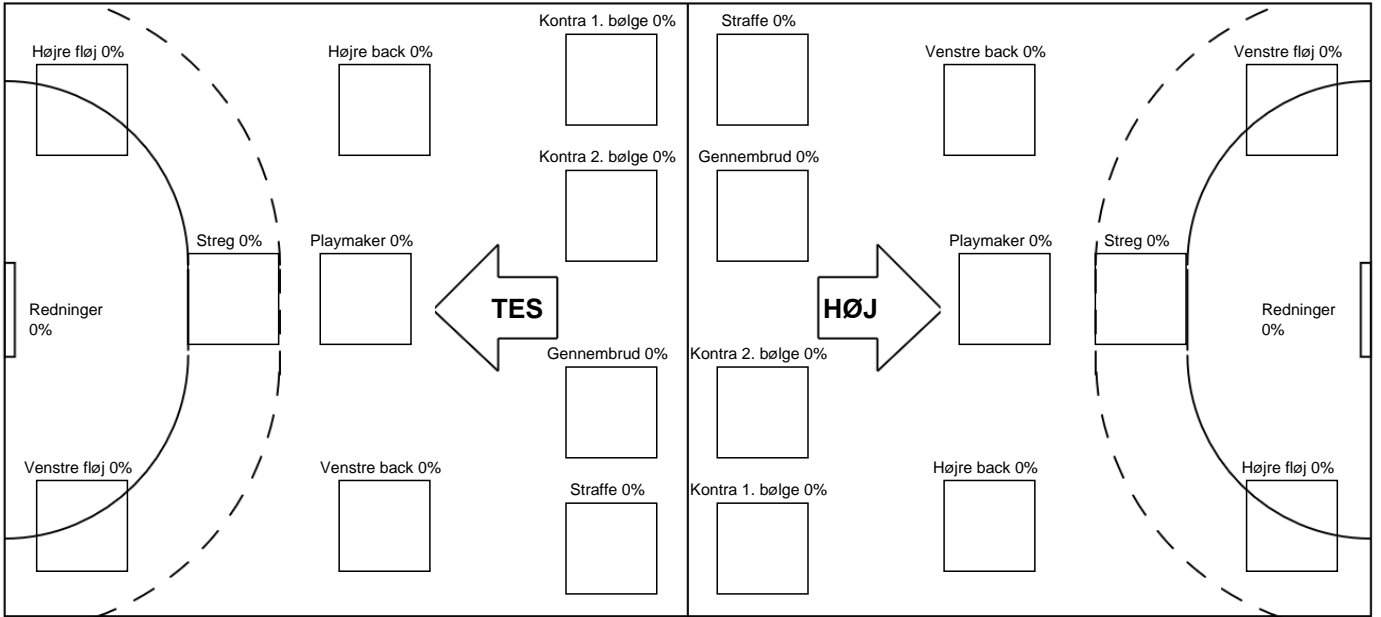 Kontra 1. bølge 0%
Straffe 0%
Højre fløj 0%
Højre back 0%
Venstre back 0%
Venstre fløj 0%
Kontra 2. bølge 0%
Gennembrud 0%
Streg 0%
Playmaker 0%
Playmaker 0%
Streg 0%
TES
HØJ
Redninger
0%
Redninger
0%
Gennembrud 0%
Kontra 2. bølge 0%
Venstre fløj 0%
Venstre back 0%
Højre back 0%
Højre fløj 0%
Straffe 0%
Kontra 1. bølge 0%